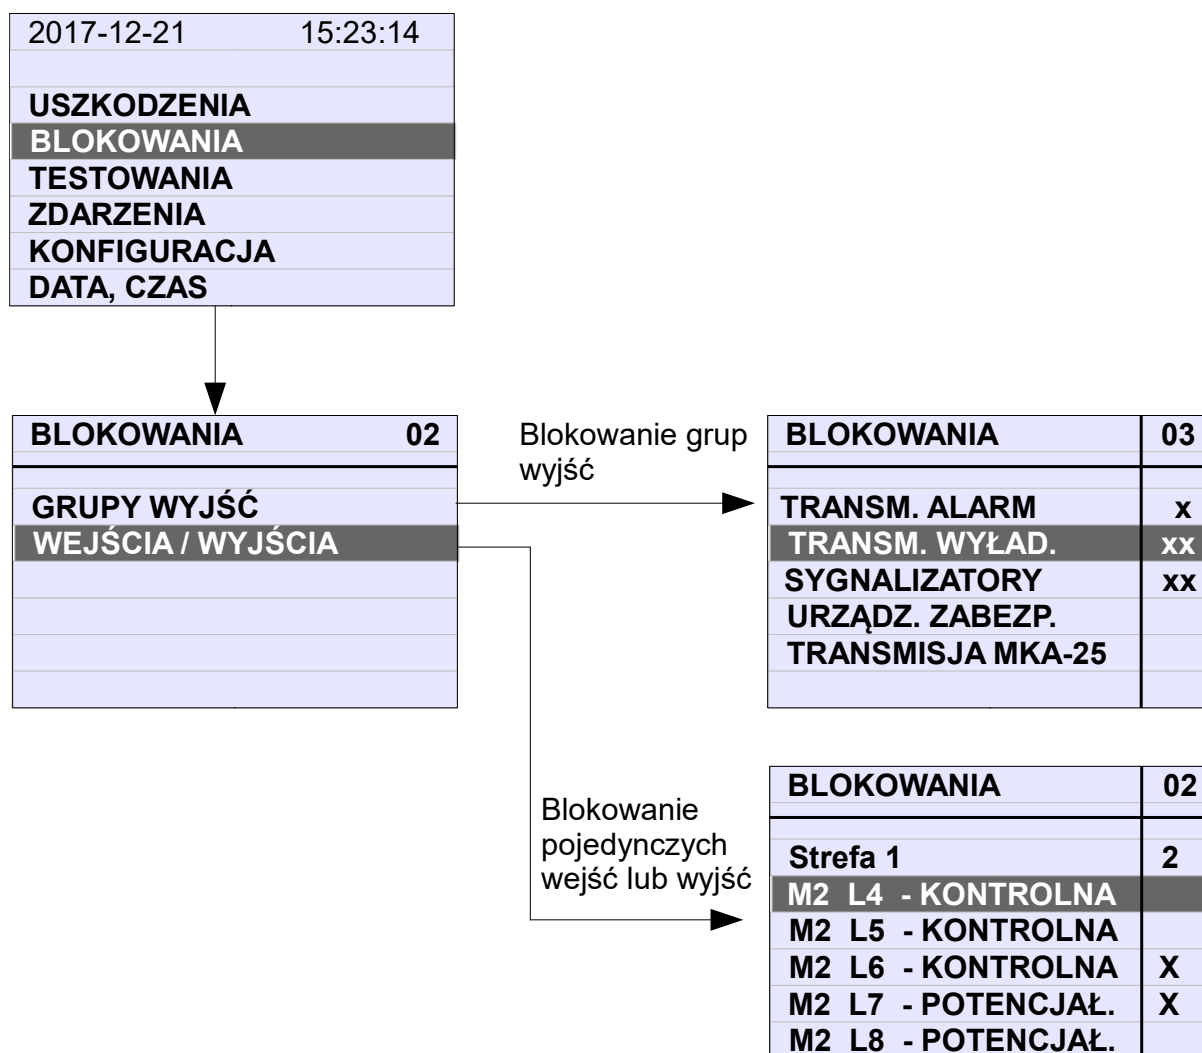 2017-12-21 15:23:14
USZKODZENIA
BLOKOWANIA
TESTOWANIA
ZDARZENIA
KONFIGURACJA
DATA, CZAS
BLOKOWANIA 02
GRUPY WYJŚĆ
WEJŚCIA / WYJŚCIA
Blokowanie grup
wyjść
BLOKOWANIA 03
TRANSM. ALARM x
TRANSM. WYŁAD. xx
SYGNALIZATORY xx
URZĄDZ. ZABEZP.
TRANSMISJA MKA-25
Blokowanie
pojedynczych
wejść lub wyjść
BLOKOWANIA 02
Strefa 1 2
M2 L4 - KONTROLNA
M2 L5 - KONTROLNA
M2 L6 - KONTROLNA X
M2 L7 - POTENCJAŁ. X
M2 L8 - POTENCJAŁ.